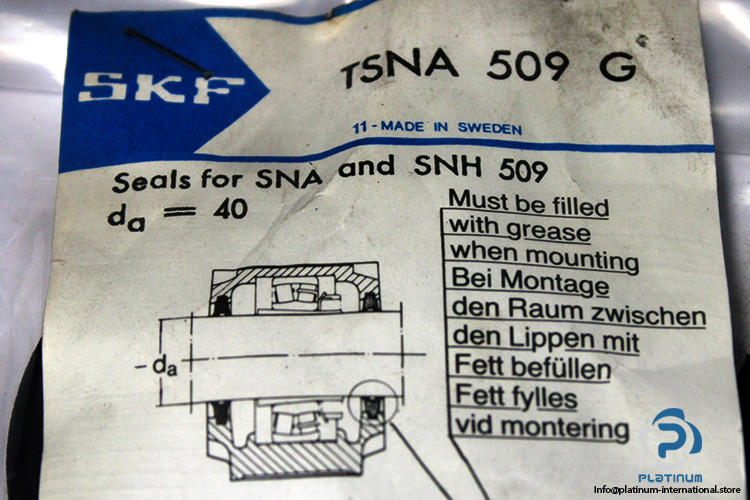 SKF
TSNA 509 G
11-MADE IN SWEDEN
Seals for SNA and SNH 509
da = 40
Must be filled
with grease
when mounting
Bei Montage
den Raum zwischen
den Lippen mit
Fett befüllen
Fett fylles
vid montering
da
PLATINUM
Info@platinum-international.store